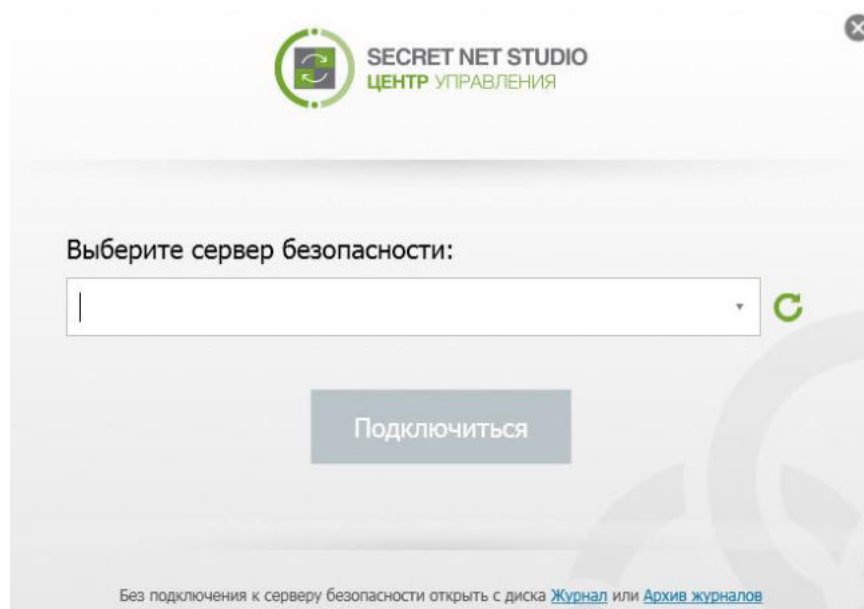 SECRET NET STUDIO
ЦЕНТР УПРАВЛЕНИЯ
Выберите сервер безопасности:
Подключиться
Без подключения к серверу безопасности открыть с диска Журнал или Архив журналов